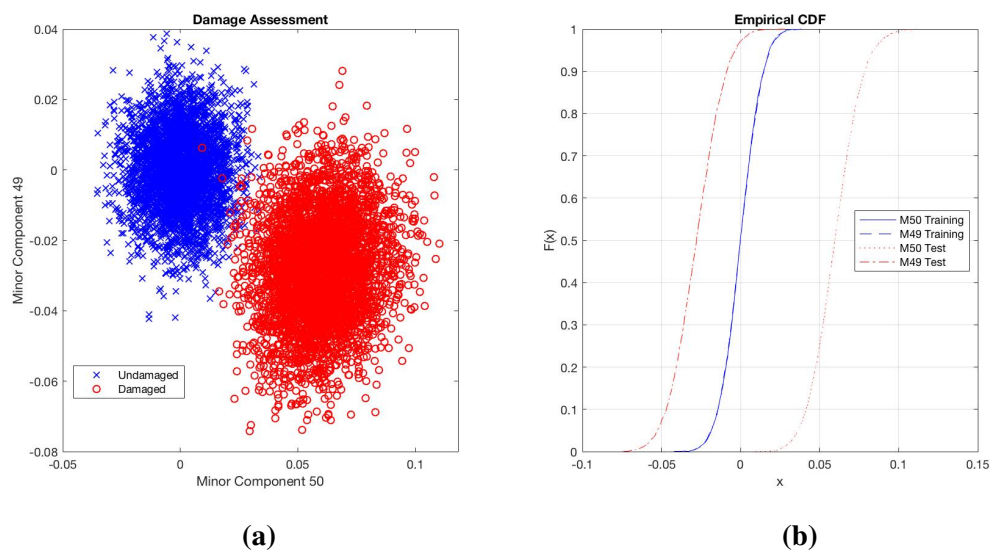 Damage Assessment
0.04
0.02
0
-0.02
-0.04
-0.06
-0.08
Minor Component 49
Undamaged
Damaged
-0.05
0
0.05
0.1
Minor Component 50
(a)
Empirical CDF
1
0.9
0.8
0.7
0.6
0.5
0.4
0.3
0.2
0.1
0
F(x)
M50 Training
M49 Training
M50 Test
M49 Test
-0.1
-0.05
0
0.05
0.1
0.15
x
(b)